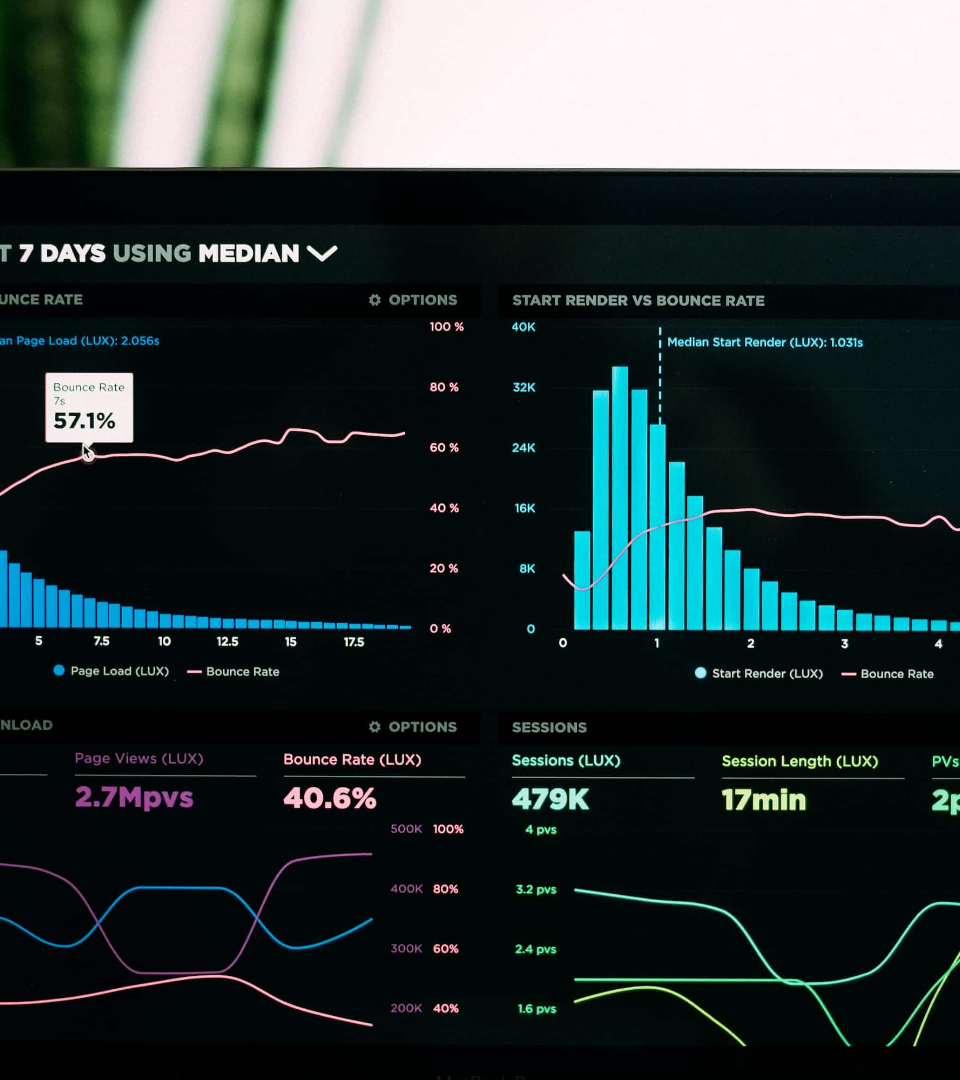 7 DAYS USING MEDIAN
RATE
OPTIONS
Page Load (LUX): 2.056s
100 %
80 %
60 %
40 %
20 %
0 %
Bounce Rate
7s
57.1%
5 7.5 10 12.5 15 17.5
Page Load (LUX) Bounce Rate
START RENDER VS BOUNCE RATE
Median Start Render (LUX): 1.031s
40K
32K
24K
16K
8K
0
0 1 2 3 4
Start Render (LUX) Bounce Rate
OPTIONS
Page Views (LUX)
2.7Mpvs
Bounce Rate (LUX)
40.6%
500K 100%
400K 80%
300K 60%
200K 40%
SESSIONS
Sessions (LUX)
479K
Session Length (LUX)
17min
PVs
4 pvs
3.2 pvs
2.4 pvs
1.6 pvs